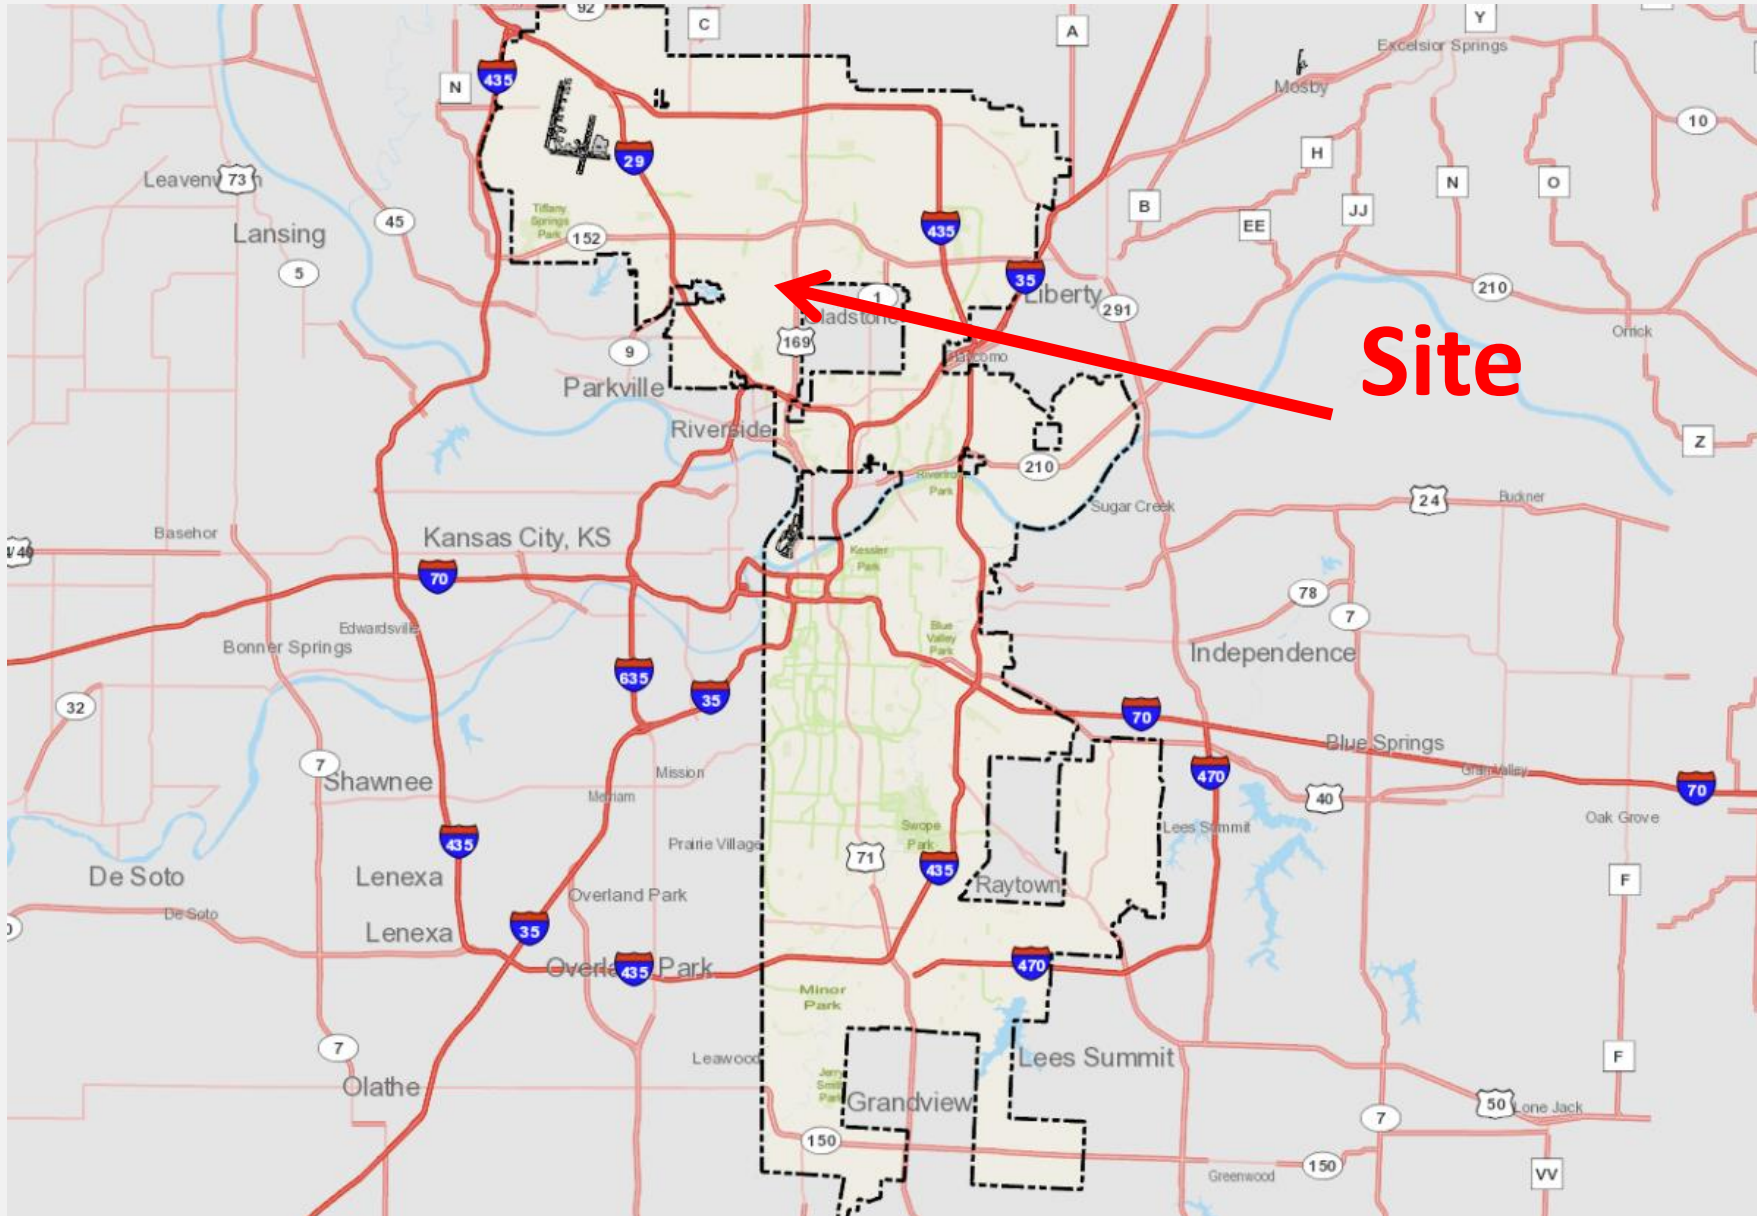 92
C
A
Y
Excelsior Springs
435
N
Mosby
10
29
H
Leavenw
73
Tiffany
Springs
Park
N
O
45
B
JJ
EE
Lansing
152
435
5
35
Liberty
210
1
291
Gladstone
169
Orrick
9
Site
Parkville
Riverside
Z
210
Riverfront
Park
24
Buckner
Sugar Creek
Basehor
Kansas City, KS
Kessler
Park
70
78
7
Edwardsville
Blue
Valley
Park
Bonner Springs
Independence
635
35
32
70
Blue Springs
7
Shawnee
Mission
470
Grain Valley
70
Merriam
40
Oak Grove
Swope
Park
Lees Summit
435
Prairie Village
71
435
De Soto
Lenexa
Raytown
F
Overland Park
De Soto
35
Lenexa
Overla
435
Park
470
Minor
Park
7
Leawood
Lees Summit
F
Jerry
Smith
Park
Olathe
Grandview
50
Lone Jack
7
150
150
Greenwood
VV